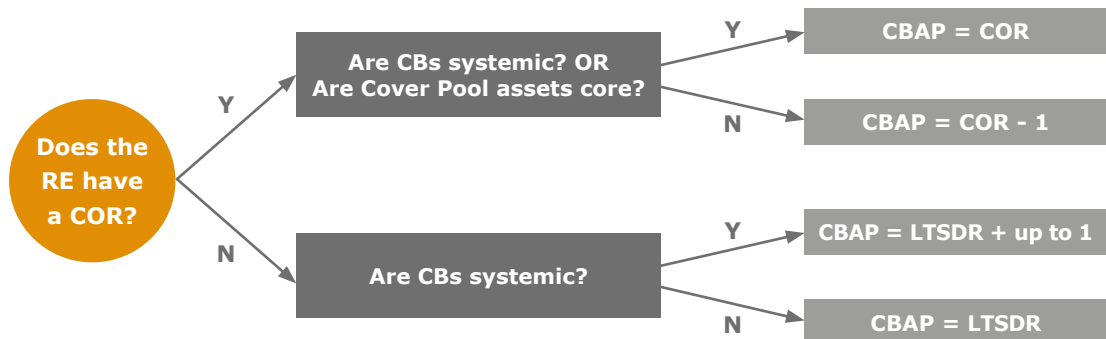 Does the
RE have
a COR?
Y
N
Are CBs systemic? OR
Are Cover Pool assets core?
Y
N
CBAP = COR
CBAP = COR - 1
Are CBs systemic?
Y
N
CBAP = LTSDR + up to 1
CBAP = LTSDR